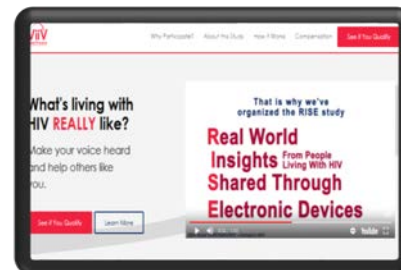 ViiV
Why Participate? About the Study How it Works Compensation See if You Qualify
What's living with
HIV REALLY like?
Make your voice heard
and help others like
you.
See if You Qualify Learn More
That is why we've
organized the RISE study
Real World
Insights From People Living With HIV
Shared Through
Electronic Devices
YouTube